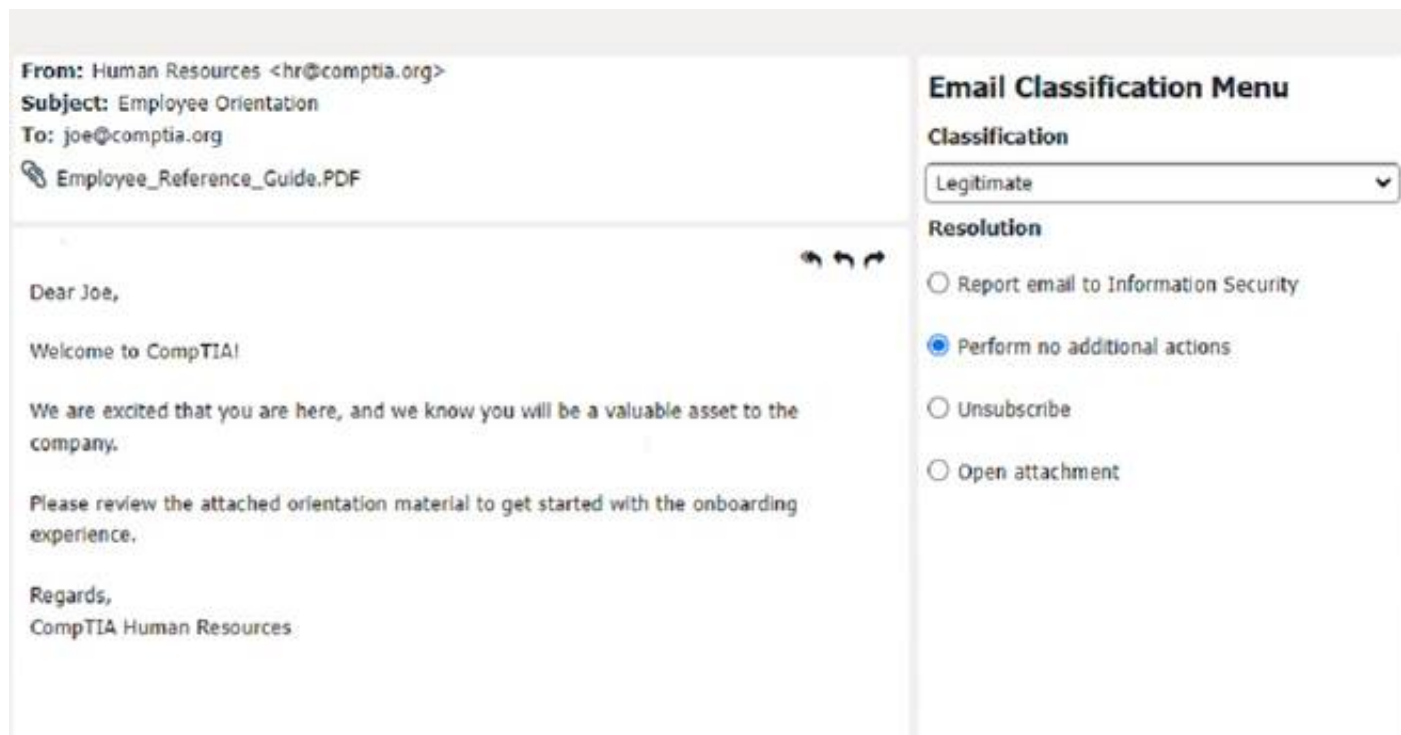 From: Human Resources <hr@comptia.org>
Subject: Employee Orientation
To: joe@comptia.org
Employee_Reference_Guide.PDF
Dear Joe,
Welcome to CompTIA!
We are excited that you are here, and we know you will be a valuable asset to the
company.
Please review the attached orientation material to get started with the onboarding
experience.
Regards,
CompTIA Human Resources
Email Classification Menu
Classification
Legitimate
Resolution
Report email to Information Security
Perform no additional actions
Unsubscribe
Open attachment